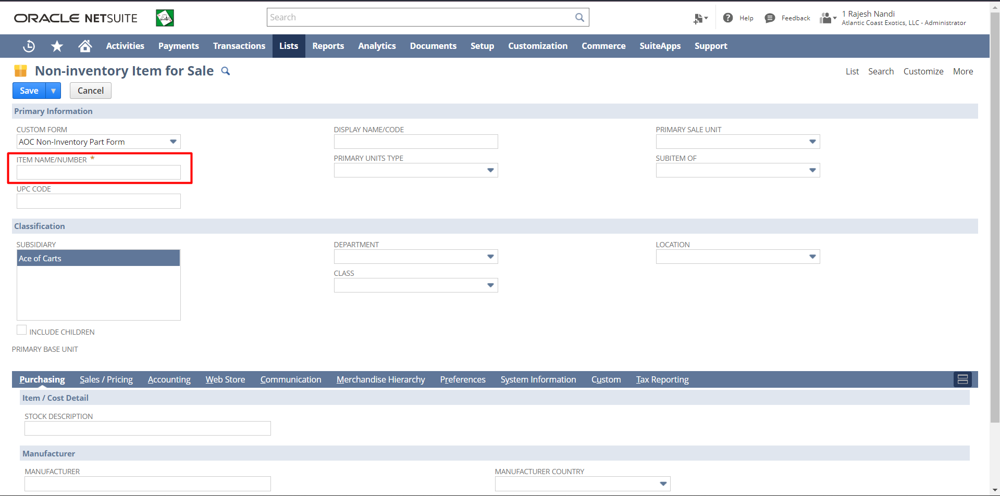 ORACLE NETSUITE
Search
Help
Feedback
1 Rajesh Nandi
Atlantic Coast Exotics, LLC - Administrator
Activities Payments Transactions Lists Reports Analytics Documents Setup Customization Commerce SuiteApps Support
Non-inventory Item for Sale
List Search Customize More
Save Cancel
Primary Information
CUSTOM FORM
AOC Non-Inventory Part Form
ITEM NAME/NUMBER *
UPC CODE
DISPLAY NAME/CODE
PRIMARY UNITS TYPE
PRIMARY SALE UNIT
SUBITEM OF
Classification
SUBSIDIARY
Ace of Carts
INCLUDE CHILDREN
PRIMARY BASE UNIT
DEPARTMENT
CLASS
LOCATION
Purchasing Sales / Pricing Accounting Web Store Communication Merchandise Hierarchy Preferences System Information Custom Tax Reporting
Item / Cost Detail
STOCK DESCRIPTION
Manufacturer
MANUFACTURER
MANUFACTURER COUNTRY